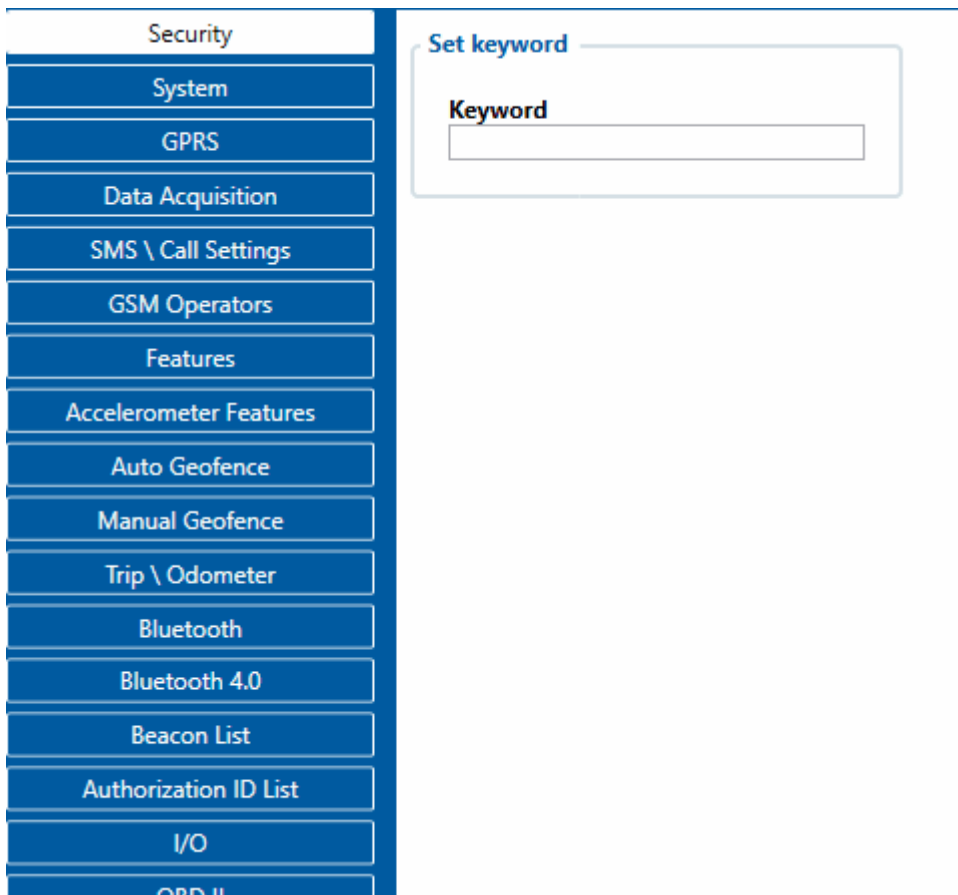 Security
System
GPRS
Data Acquisition
SMS \ Call Settings
GSM Operators
Features
Accelerometer Features
Auto Geofence
Manual Geofence
Trip \ Odometer
Bluetooth
Bluetooth 4.0
Beacon List
Authorization ID List
I/O
Set keyword
Keyword